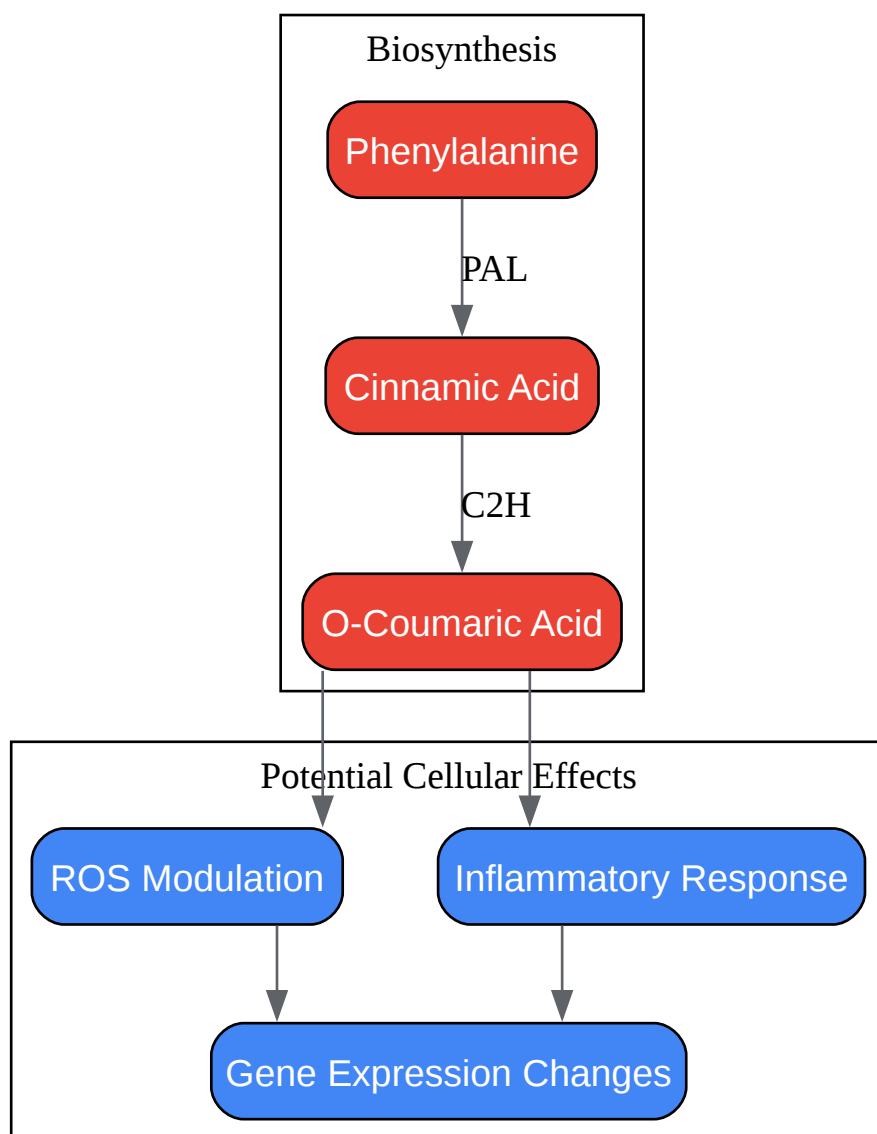 Biosynthesis
Phenylalanine
PAL
Cinnamic Acid
C2H
O-Coumaric Acid
Potential Cellular Effects
ROS Modulation
Inflammatory Response
Gene Expression Changes